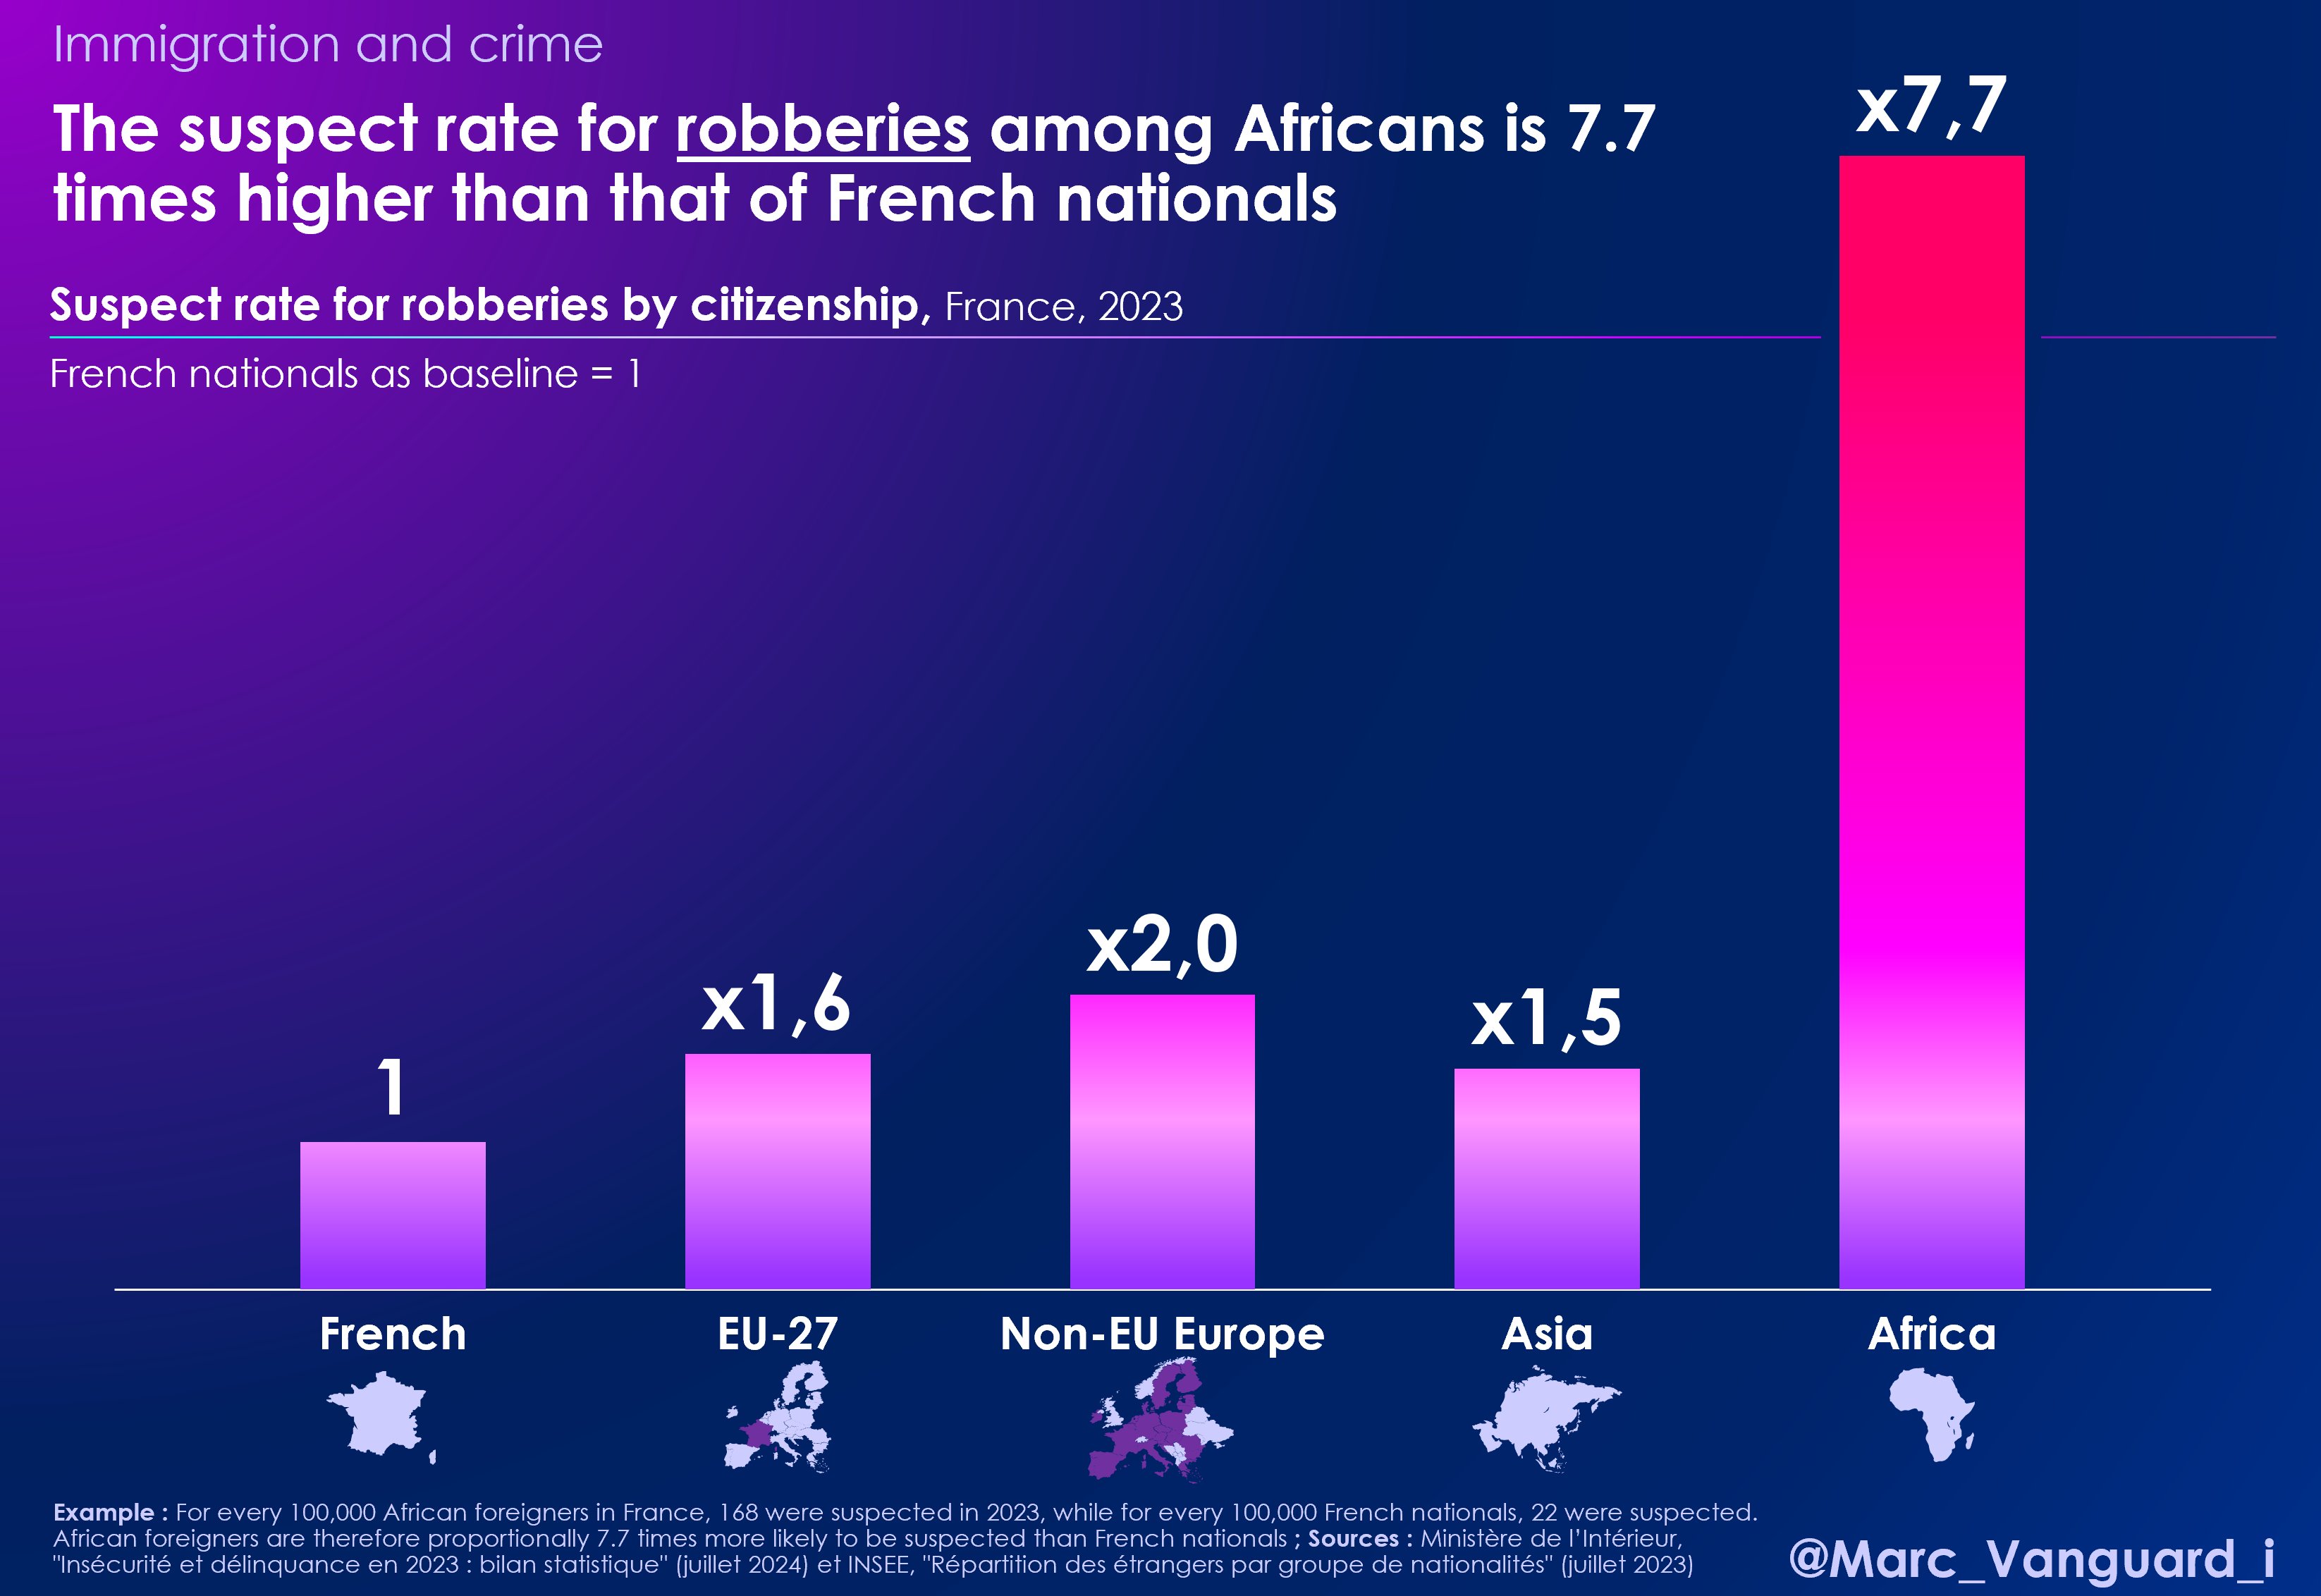 Immigration and crime
The suspect rate for robberies among Africans is 7.7
times higher than that of French nationals
Suspect rate for robberies by citizenship, France, 2023
French nationals as baseline = 1
1
x1,6
x2,0
x1,5
x7,7
French
EU-27
Non-EU Europe
Asia
Africa
Example : For every 100,000 African foreigners in France, 168 were suspected in 2023, while for every 100,000 French nationals, 22 were suspected.
African foreigners are therefore proportionally 7.7 times more likely to be suspected than French nationals ; Sources : Ministère de l'Intérieur,
"Insécurité et délinquance en 2023 : bilan statistique" (juillet 2024) et INSEE, "Répartition des étrangers par groupe de nationalités" (juillet 2023)
@Marc_Vanguard_i